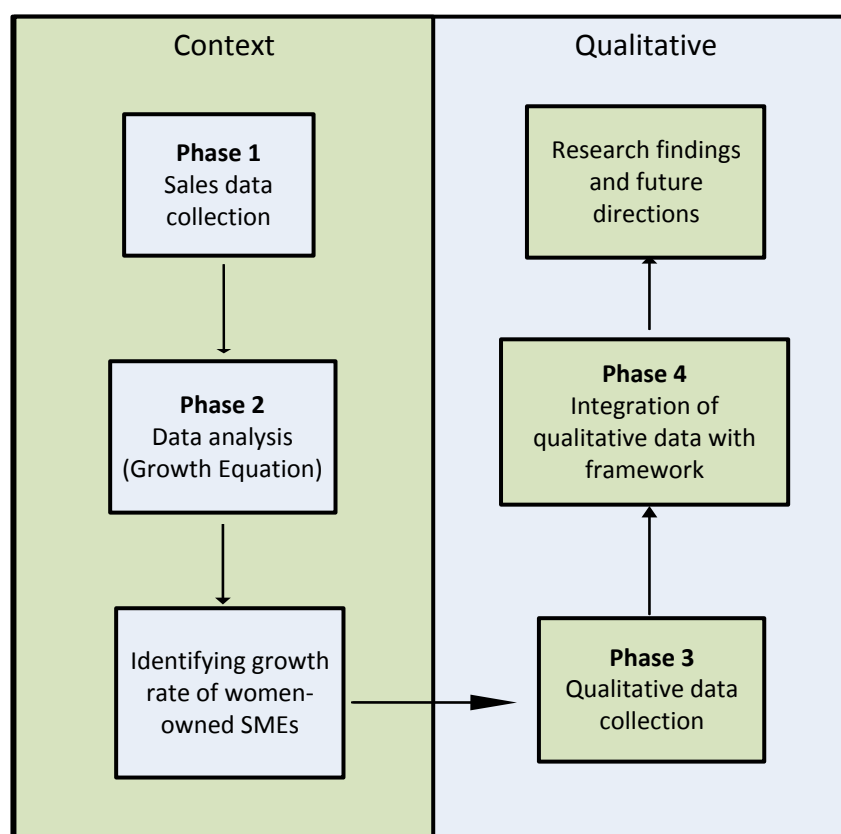 Context
Phase 1
Sales data
collection
Phase 2
Data analysis
(Growth Equation)
Identifying growth
rate of women-
owned SMEs
Qualitative
Phase 3
Qualitative data
collection
Phase 4
Integration of
qualitative data with
framework
Research findings
and future
directions